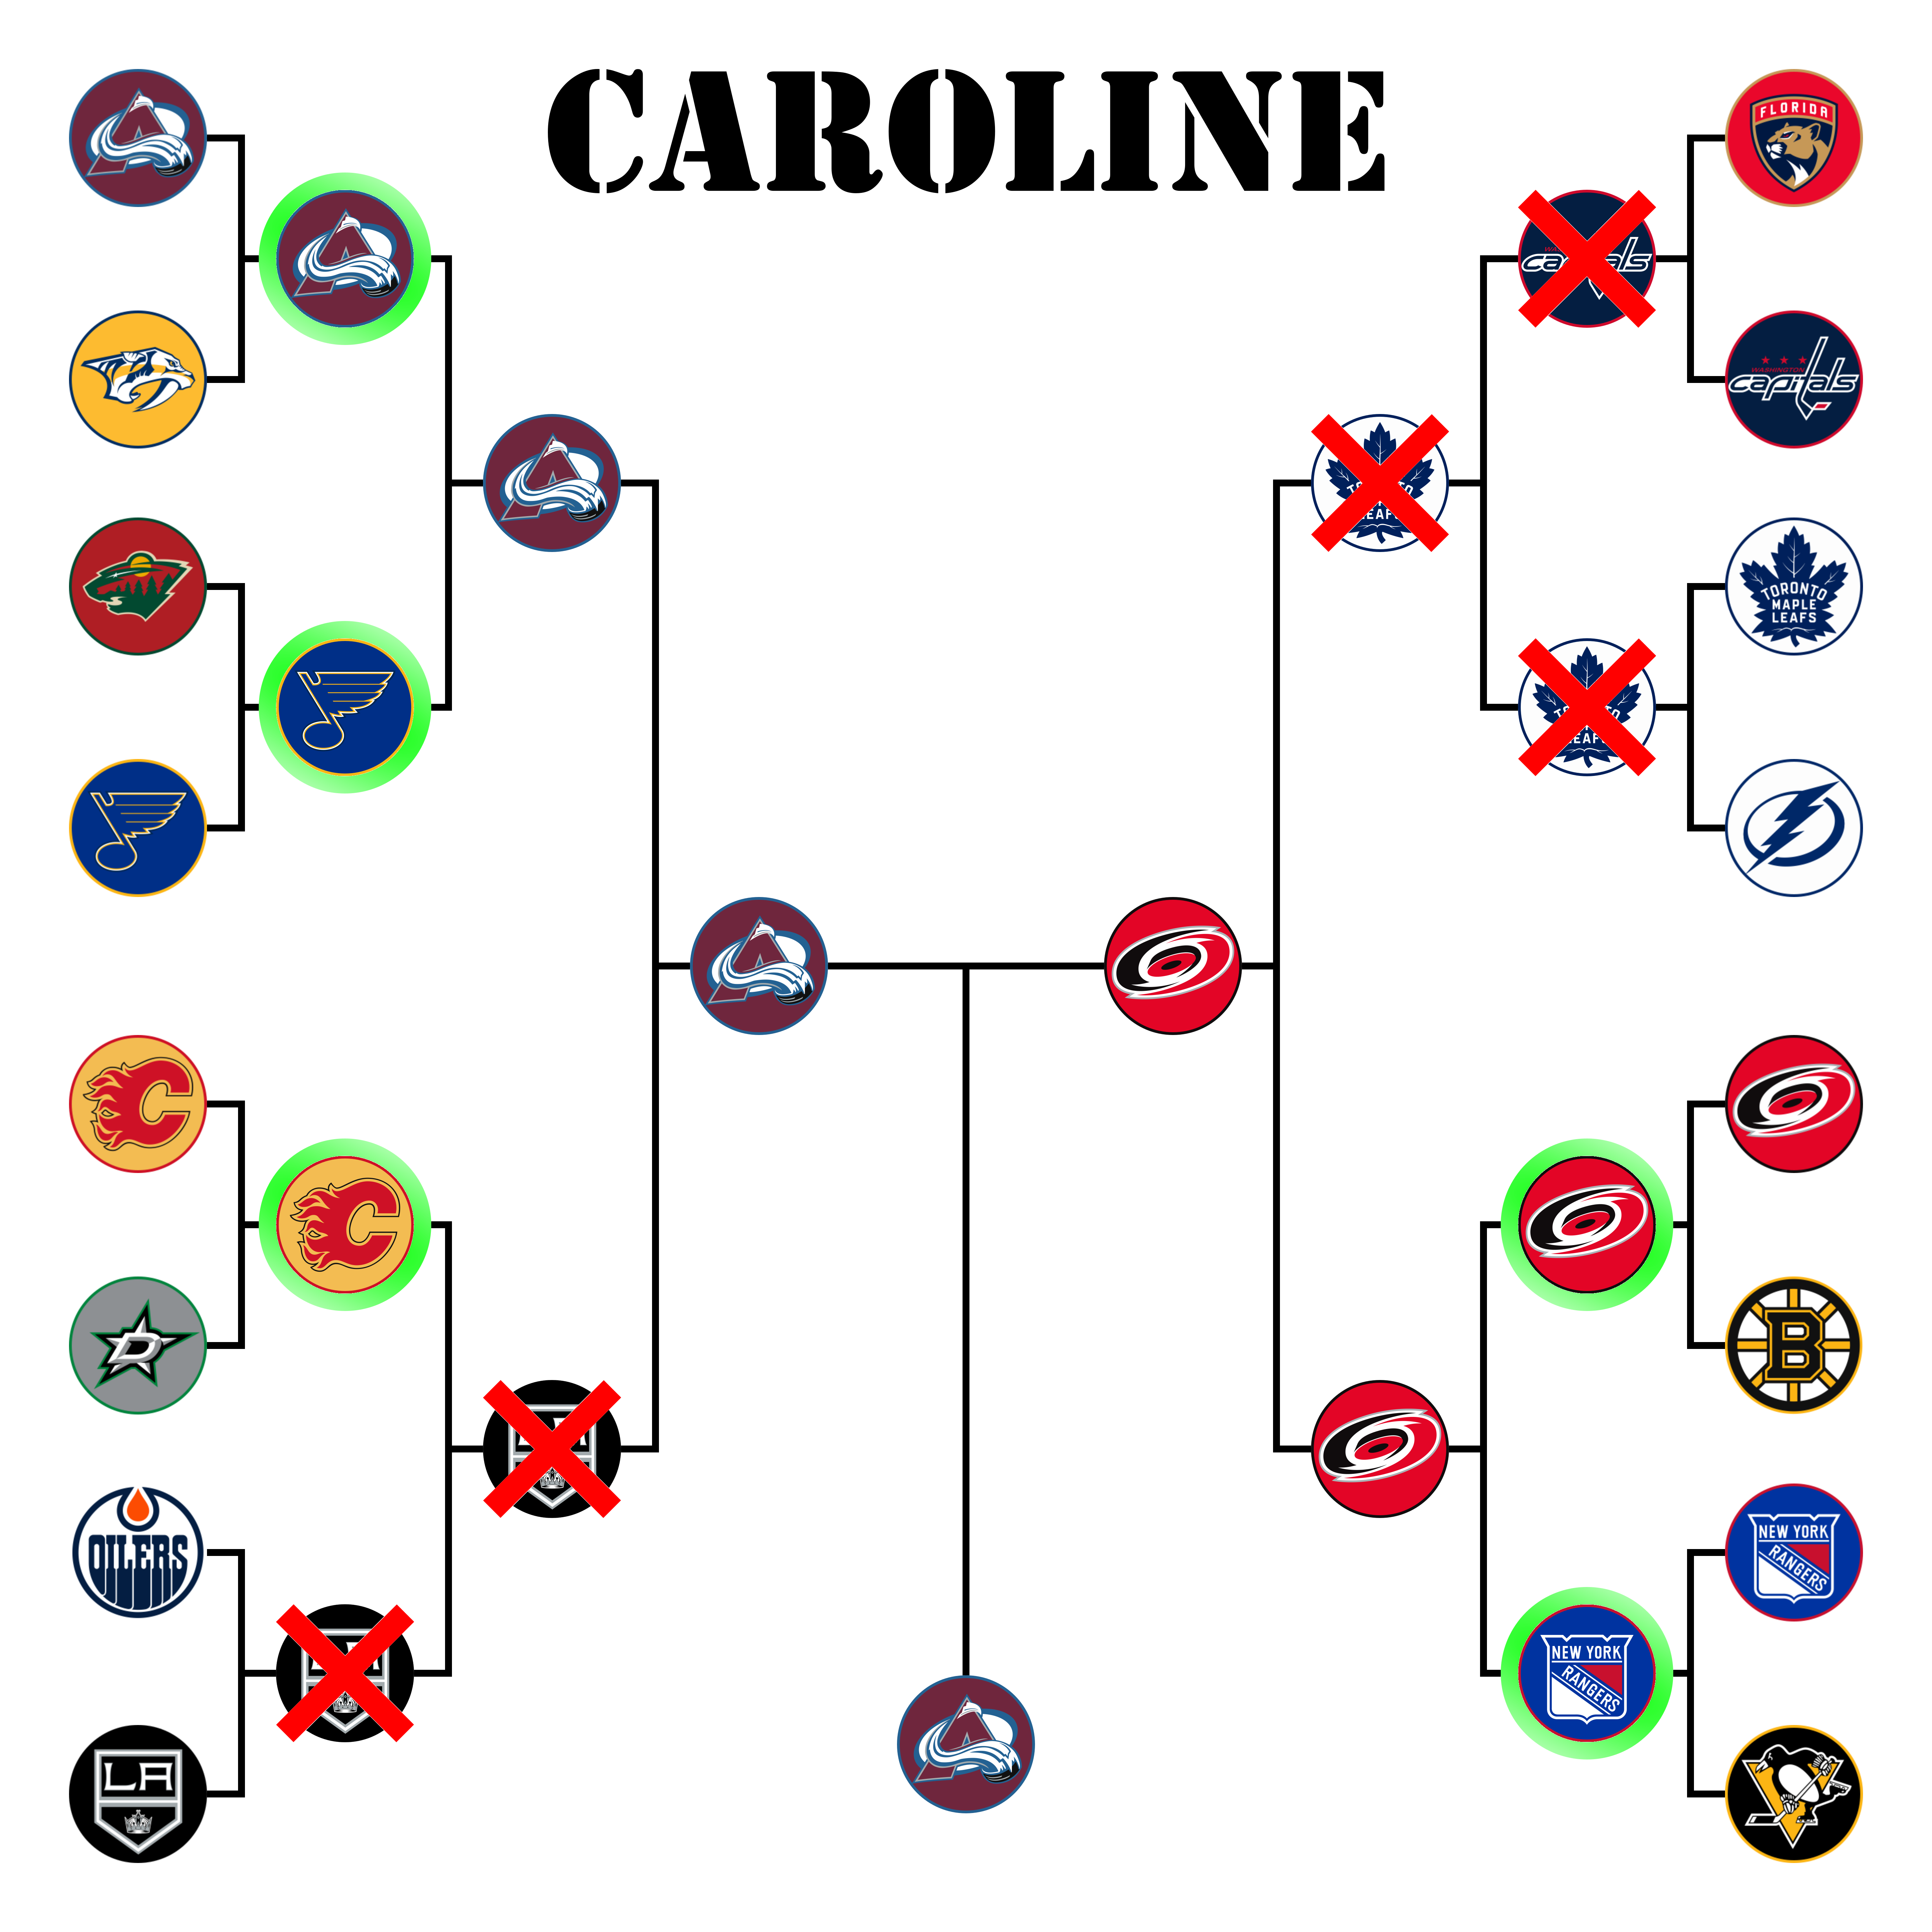 CAROLINE
FLORIDA
WASHINGTON
capitals
TORONTO
MAPLE
LEAFS
OILERS
NEW YORK
RANGERS
NEW YORK
RANGERS
LA
B
C
C
D